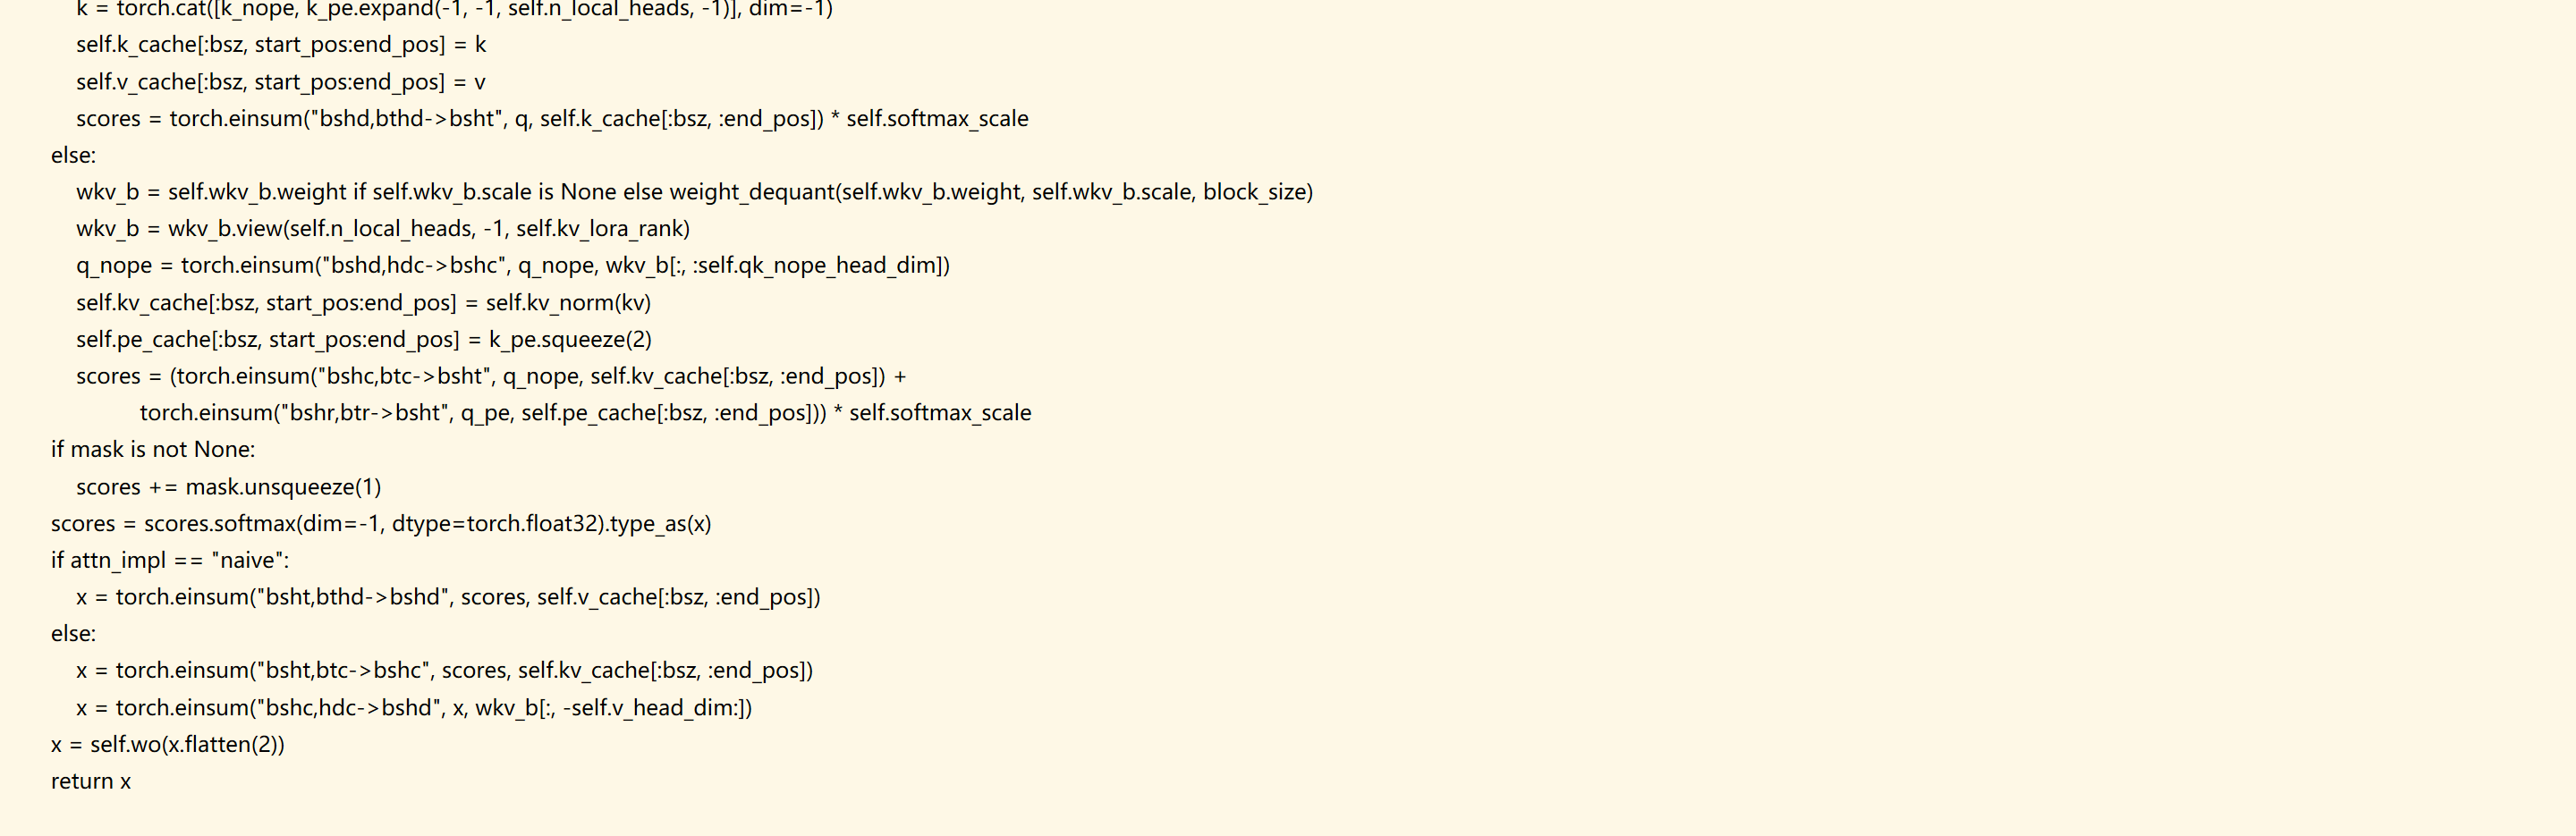 k = torch.cat([k_nope, k_pe.expand(-1, -1, self.n_local_heads, -1)], dim=-1)
self.k_cache[:bsz, start_pos:end_pos] = k
self.v_cache[:bsz, start_pos:end_pos] = v
scores = torch.einsum("bshd,bthd->bsht", q, self.k_cache[:bsz, :end_pos]) * self.softmax_scale
else:
wkv_b = self.wkv_b.weight if self.wkv_b.scale is None else weight_dequant(self.wkv_b.weight, self.wkv_b.scale, block_size)
wkv_b = wkv_b.view(self.n_local_heads, -1, self.kv_lora_rank)
q_nope = torch.einsum("bshd,hdc->bshc", q_nope, wkv_b[:, :self.qk_nope_head_dim])
self.kv_cache[:bsz, start_pos:end_pos] = self.kv_norm(kv)
self.pe_cache[:bsz, start_pos:end_pos] = k_pe.squeeze(2)
scores = (torch.einsum("bshc,btc->bsht", q_nope, self.kv_cache[:bsz, :end_pos]) +
torch.einsum("bshr,btr->bsht", q_pe, self.pe_cache[:bsz, :end_pos])) * self.softmax_scale
if mask is not None:
scores += mask.unsqueeze(1)
scores = scores.softmax(dim=-1, dtype=torch.float32).type_as(x)
if attn_impl == "naive":
x = torch.einsum("bsht,bthd->bshd", scores, self.v_cache[:bsz, :end_pos])
else:
x = torch.einsum("bsht,btc->bshc", scores, self.kv_cache[:bsz, :end_pos])
x = torch.einsum("bshc,hdc->bshd", x, wkv_b[:, -self.v_head_dim:])
x = self.wo(x.flatten(2))
return x